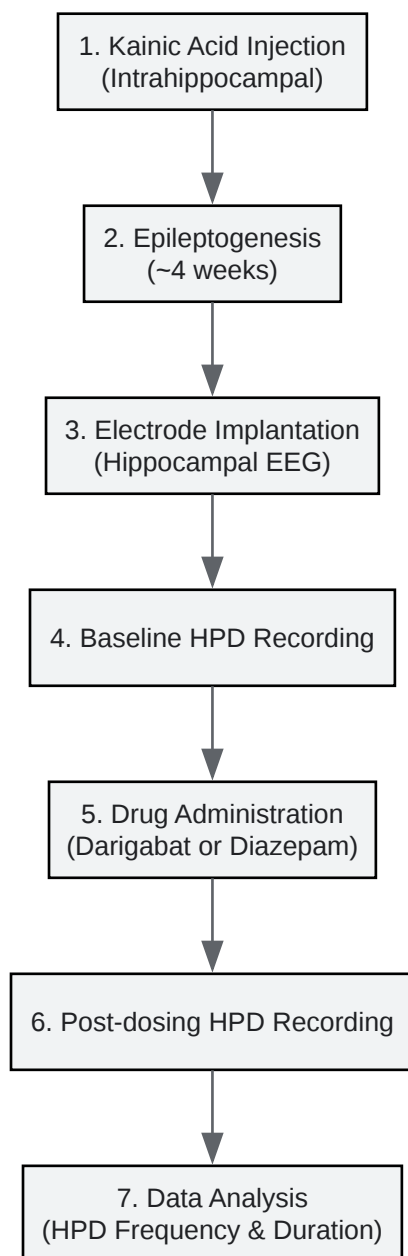 1. Kainic Acid Injection
(Intrahippocampal)
2. Epileptogenesis
(~4 weeks)
3. Electrode Implantation
(Hippocampal EEG)
4. Baseline HPD Recording
5. Drug Administration
(Darigabat or Diazepam)
6. Post-dosing HPD Recording
7. Data Analysis
(HPD Frequency & Duration)